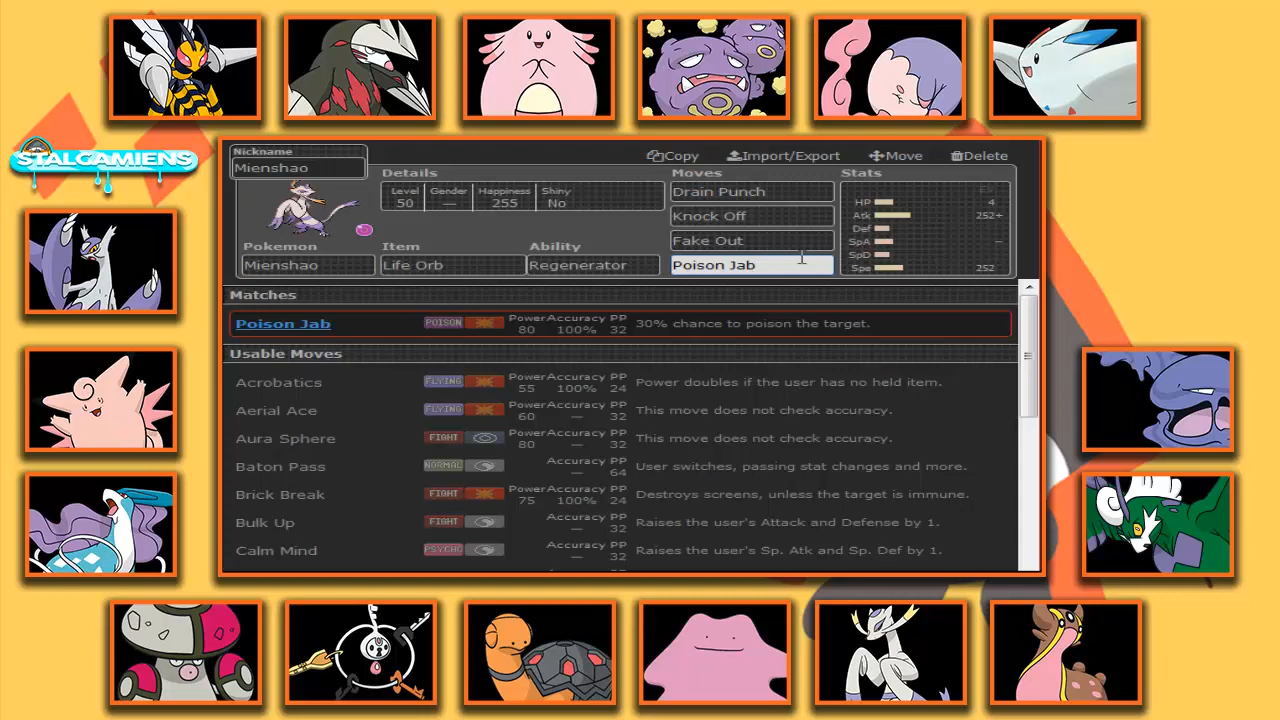 STALGAMIENS
Nickname
Mienshao
Copy Import/Export Move Delete
Details
Level Gender Happiness Shiny
50 — 255 No
Pokemon Item Ability
Mienshao Life Orb Regenerator
Moves
Drain Punch
Knock Off
Fake Out
Poison Jab
Stats
EV
HP 4
Atk 252+
Def
SpA –
SpD
Spe 252
Matches
Poison Jab POISON Power 80 Accuracy 100% PP 32 30% chance to poison the target.
Usable Moves
Acrobatics FLYING Power 55 Accuracy 100% PP 24 Power doubles if the user has no held item.
Aerial Ace FLYING Power 60 Accuracy — PP 32 This move does not check accuracy.
Aura Sphere FIGHT Power 80 Accuracy — PP 32 This move does not check accuracy.
Baton Pass NORMAL Accuracy — PP 64 User switches, passing stat changes and more.
Brick Break FIGHT Power 75 Accuracy 100% PP 24 Destroys screens, unless the target is immune.
Bulk Up FIGHT Accuracy — PP 32 Raises the user's Attack and Defense by 1.
Calm Mind PSYCHC Accuracy — PP 32 Raises the user's Sp. Atk and Sp. Def by 1.